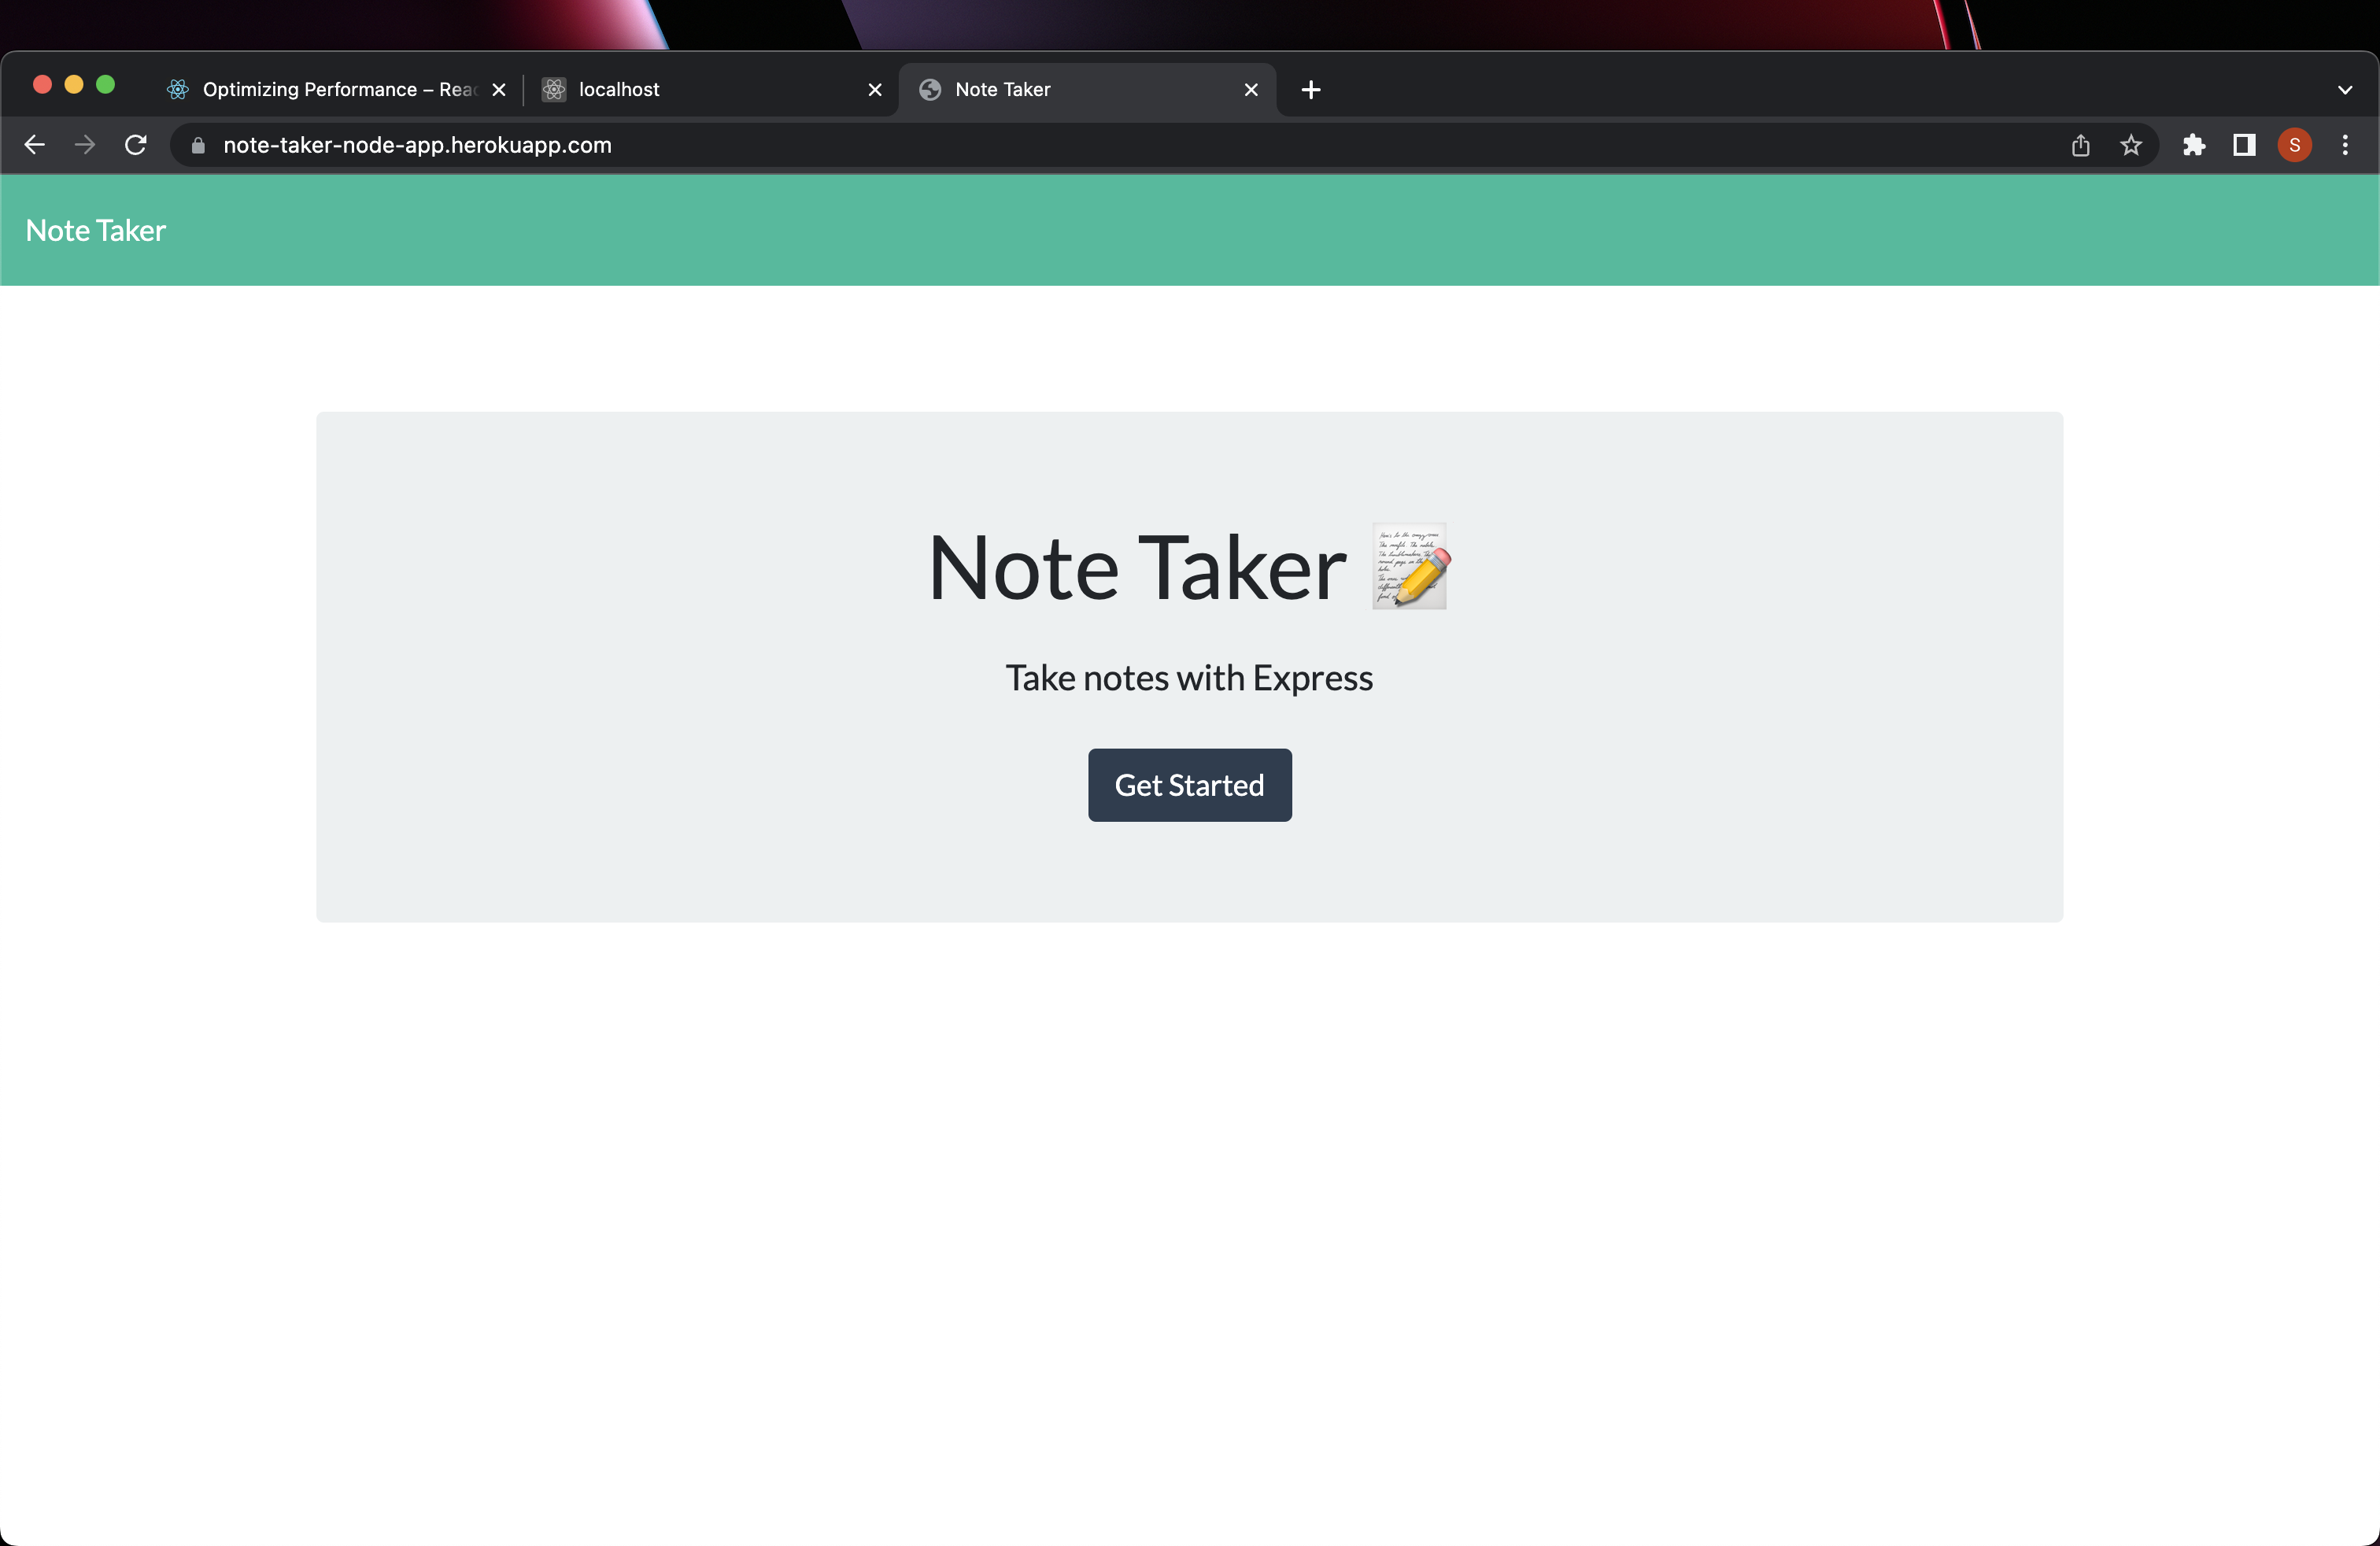 Optimizing Performance – Reac
localhost
Note Taker
note-taker-node-app.herokuapp.com
S
Note Taker
Note Taker
Take notes with Express
Get Started